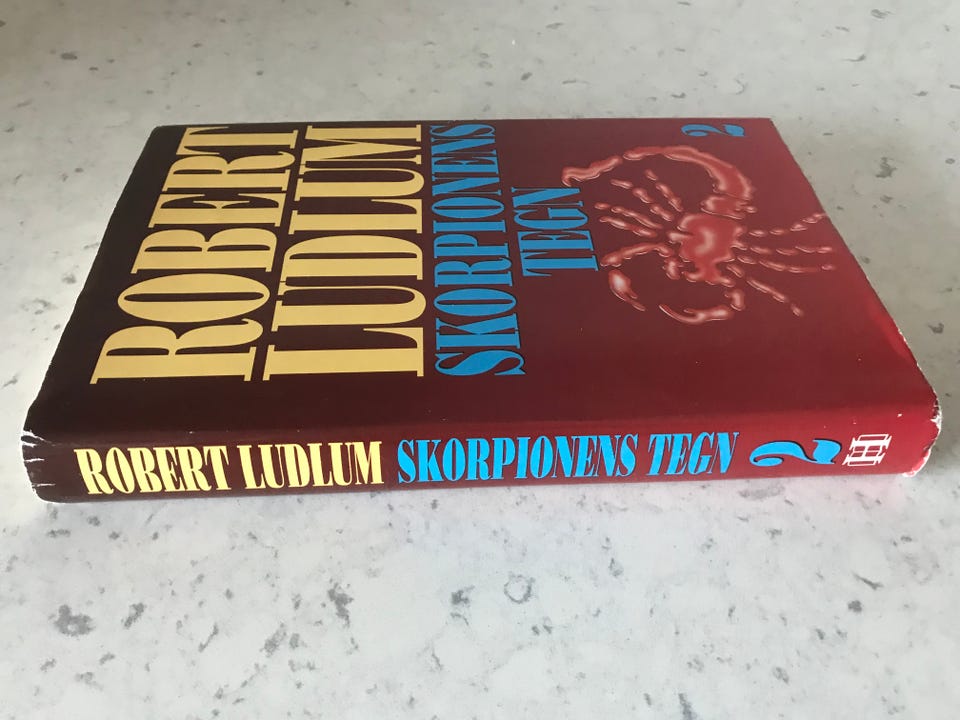 ROBERT
LUDLUM
SKORPIONENS
TEGN
2
ROBERT LUDLUM SKORPIONENS TEGN 2